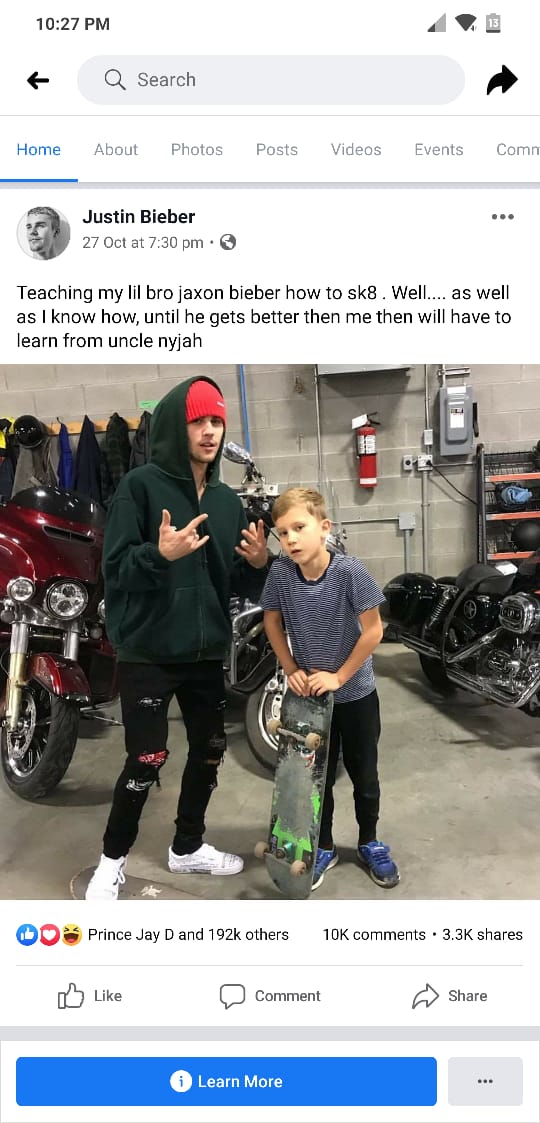 10:27 PM
13
Search
Home About Photos Posts Videos Events Comm
Justin Bieber
27 Oct at 7:30 pm •
Teaching my lil bro jaxon bieber how to sk8 . Well.... as well
as I know how, until he gets better then me then will have to
learn from uncle nyjah
Prince Jay D and 192k others 10K comments • 3.3K shares
Like Comment Share
Learn More